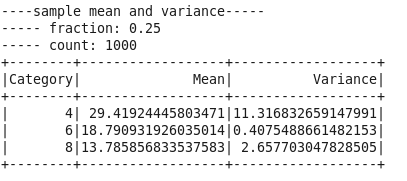 ----sample mean and variance-----
----- fraction: 0.25
----- count: 1000
+--------+------------------+------------------+
|Category|              Mean|          Variance|
+--------+------------------+------------------+
|       4| 29.41924445803471|11.316832659147991|
|       6|18.790931926035014|0.4075488661482153|
|       8|13.785856833537583| 2.657703047828505|
+--------+------------------+------------------+